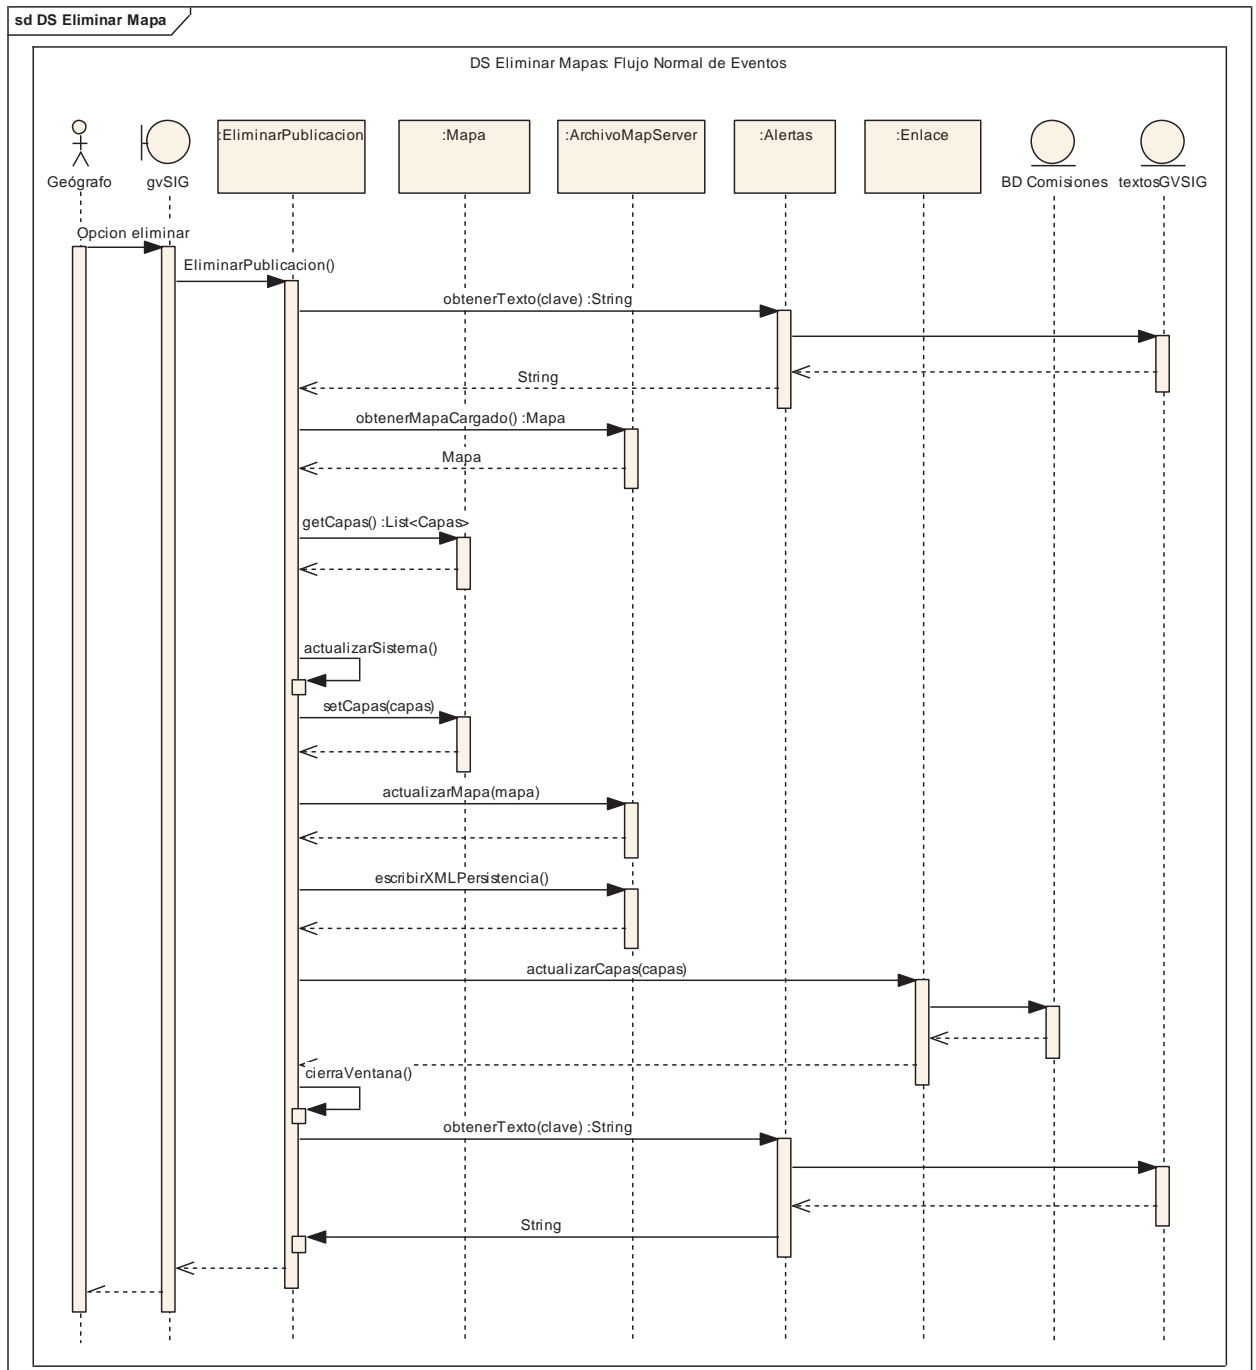 sd DS Eliminar Mapa
DS Eliminar Mapas: Flujo Normal de Eventos
:EliminarPublicacion
:Mapa
:ArchivoMapServer
:Alertas
:Enlace
Geógrafo
gvSIG
BD Comisiones
textosGVSIG
Opcion eliminar
EliminarPublicacion()
obtenerTexto(clave) :String
String
obtenerMapaCargado() :Mapa
Mapa
getCapas() :List<Capas>
actualizarSistema()
setCapas(capas)
actualizarMapa(mapa)
escribirXMLPersistencia()
actualizarCapas(capas)
cierraVentana()
obtenerTexto(clave) :String
String